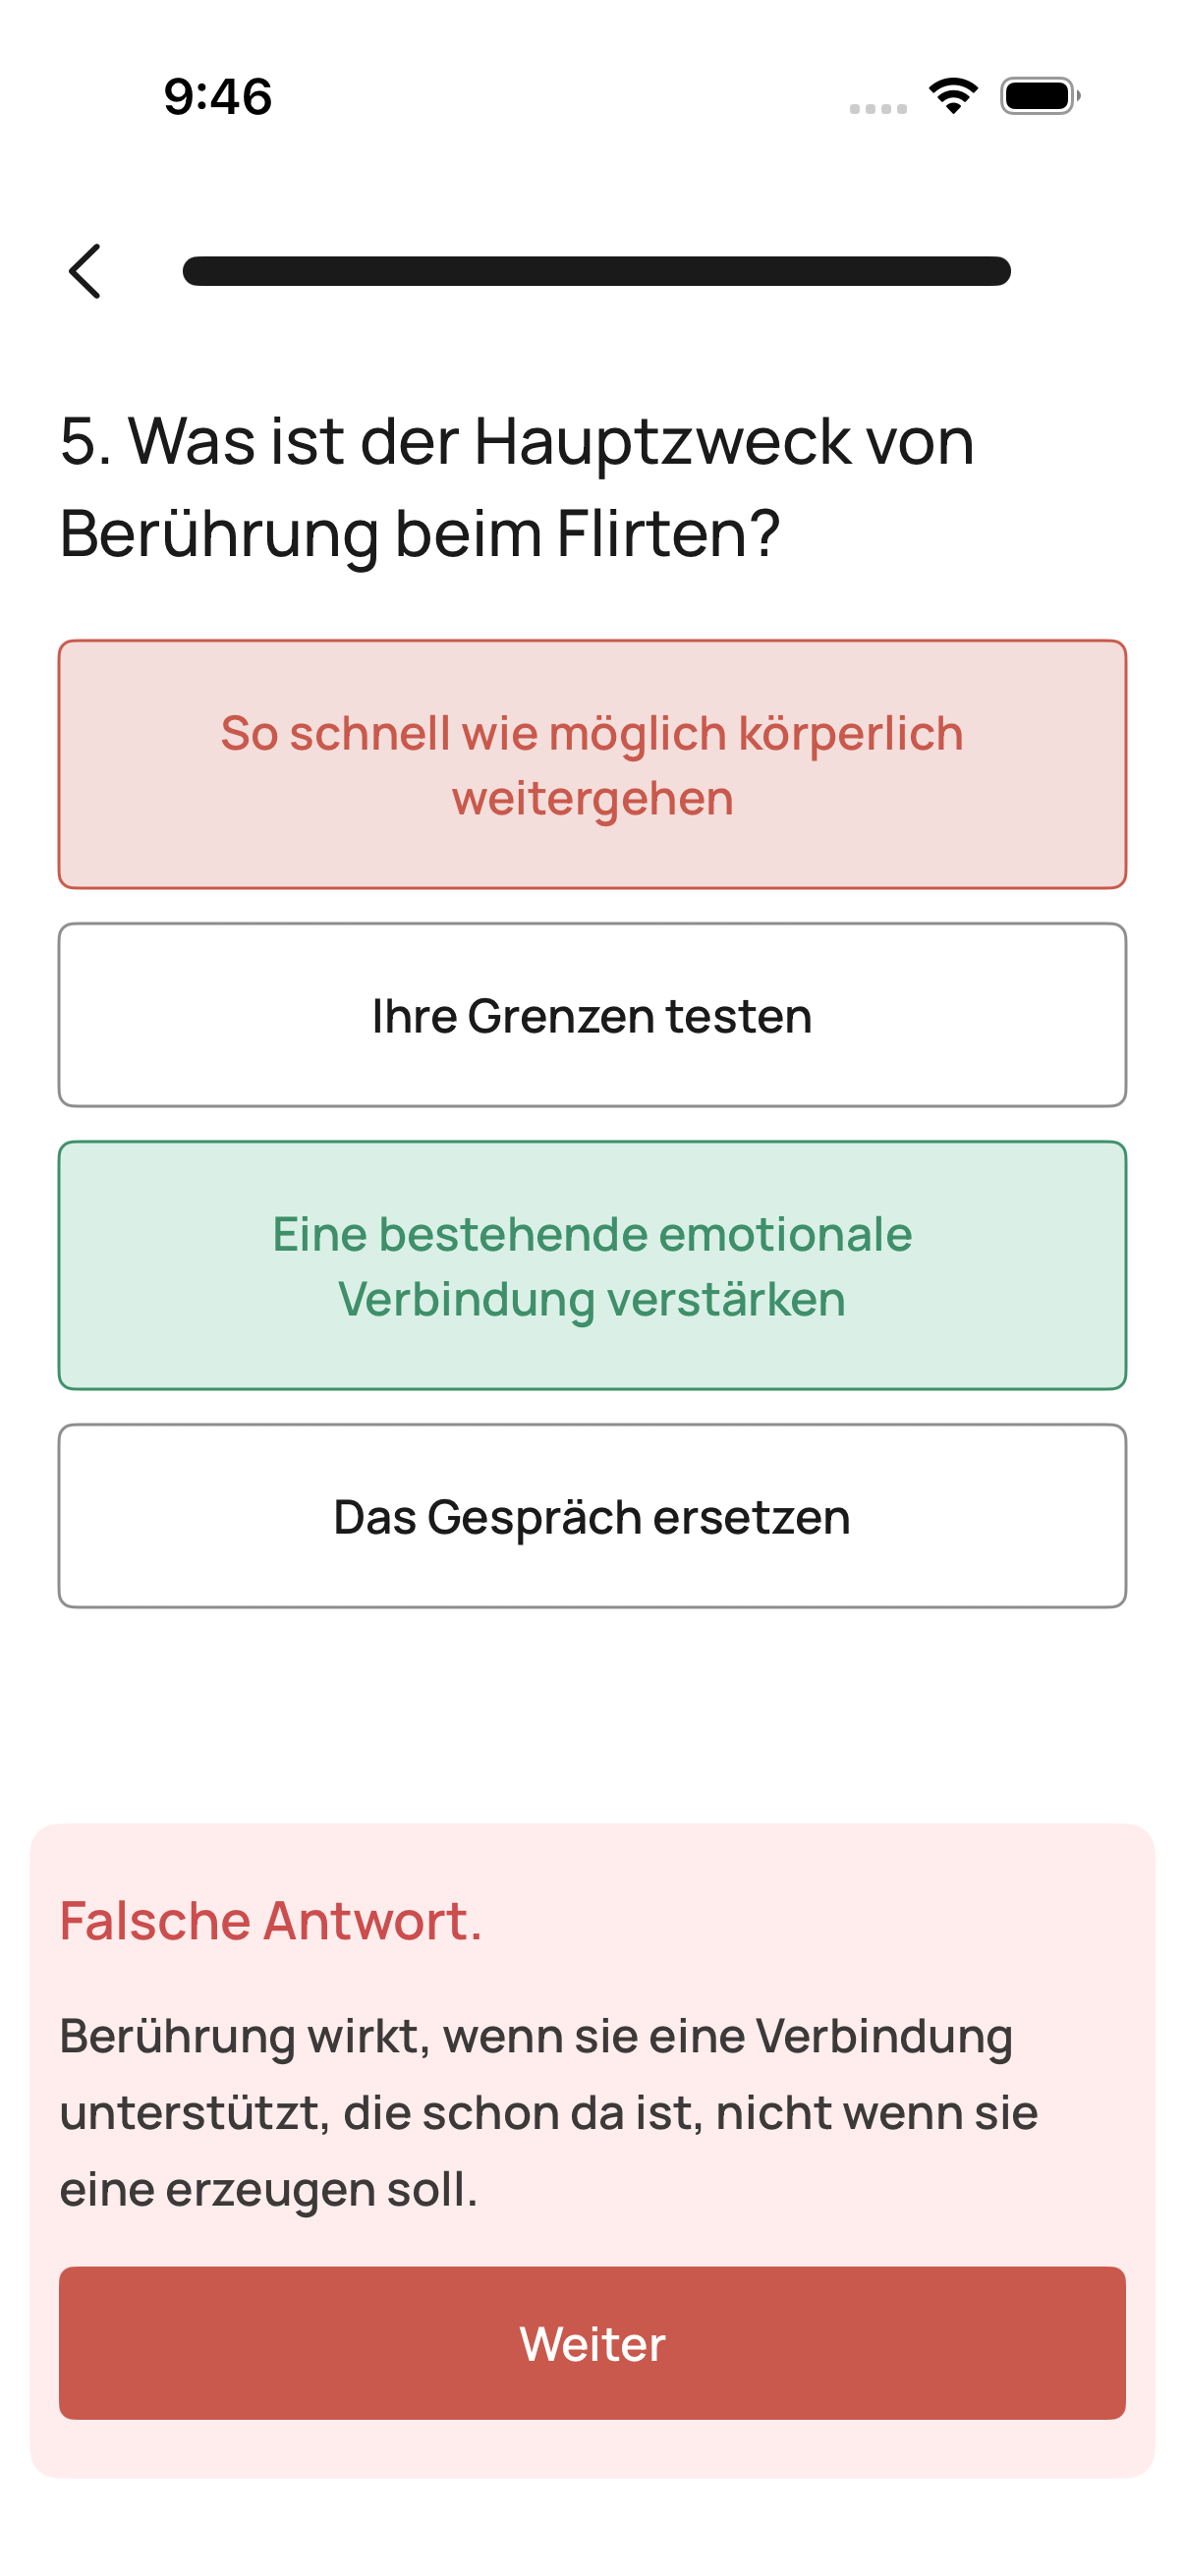 9:46
5. Was ist der Hauptzweck von
Berührung beim Flirten?
So schnell wie möglich körperlich
weitergehen
Ihre Grenzen testen
Eine bestehende emotionale
Verbindung verstärken
Das Gespräch ersetzen
Falsche Antwort.
Berührung wirkt, wenn sie eine Verbindung
unterstützt, die schon da ist, nicht wenn sie
eine erzeugen soll.
Weiter